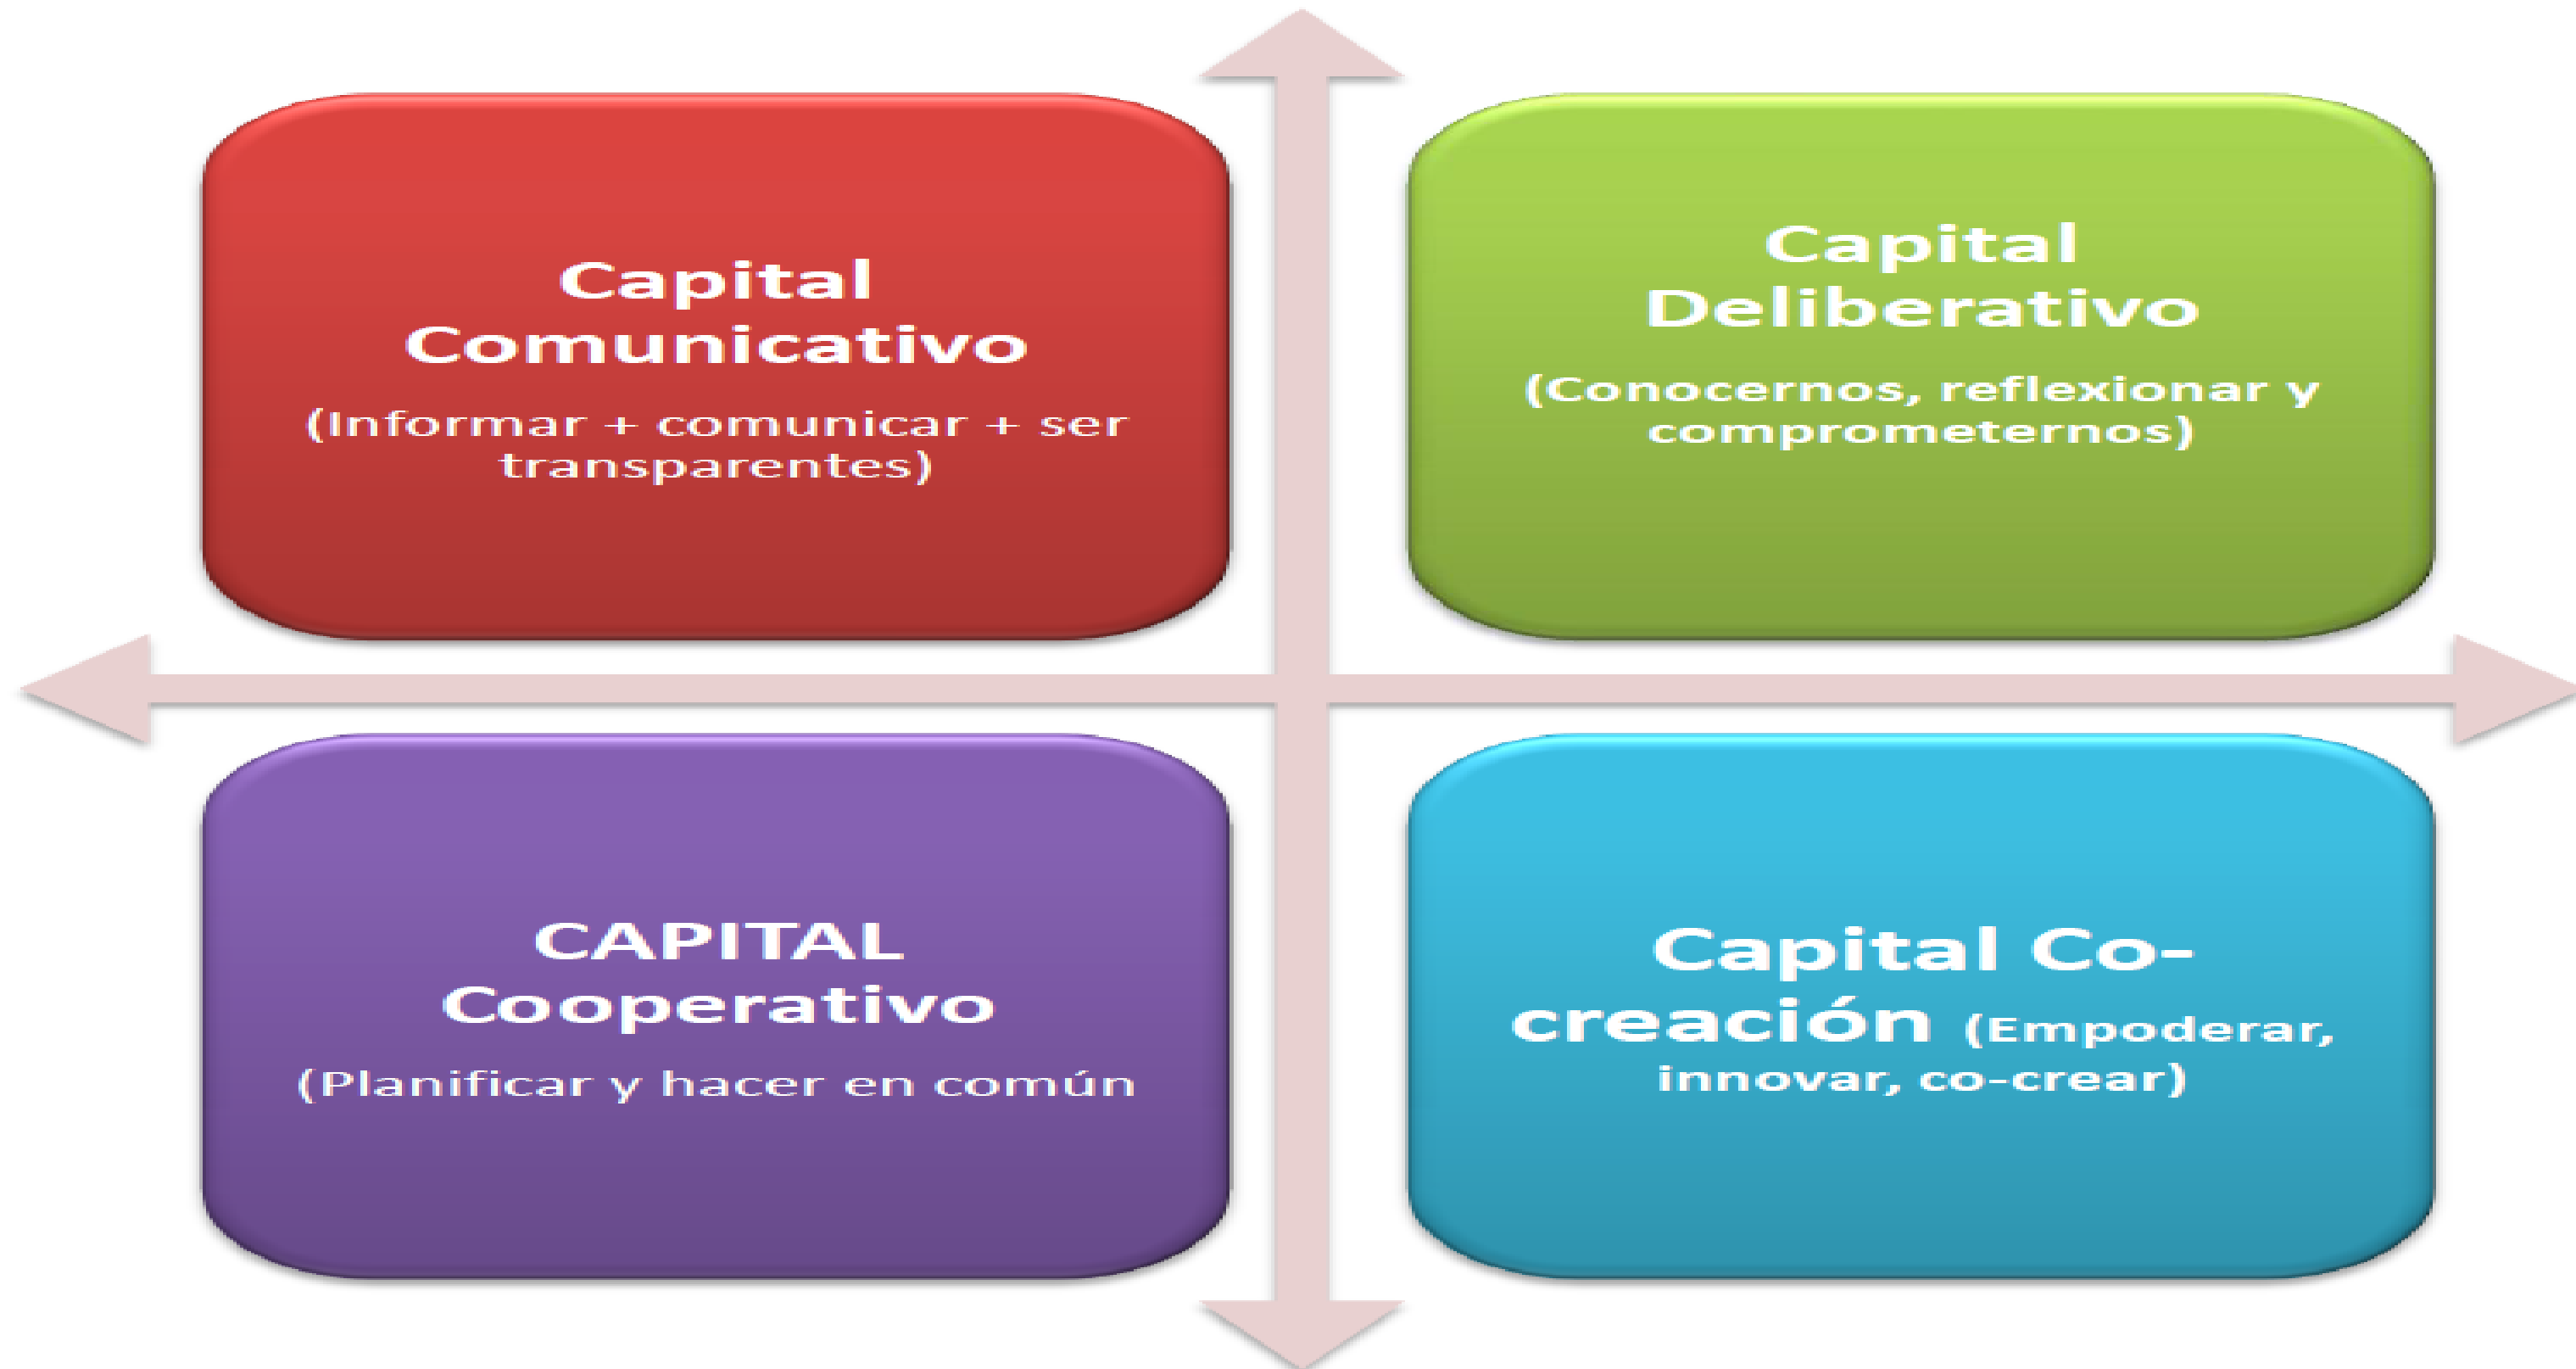 Capital
Comunicativo
(Informar + comunicar + ser
transparentes)
Capital
Deliberativo
(Conocernos, reflexionar y
comprometernos)
CAPITAL
Cooperativo
(Planificar y hacer en común
Capital Co-
creación (Empoderar,
innovar, co-crear)